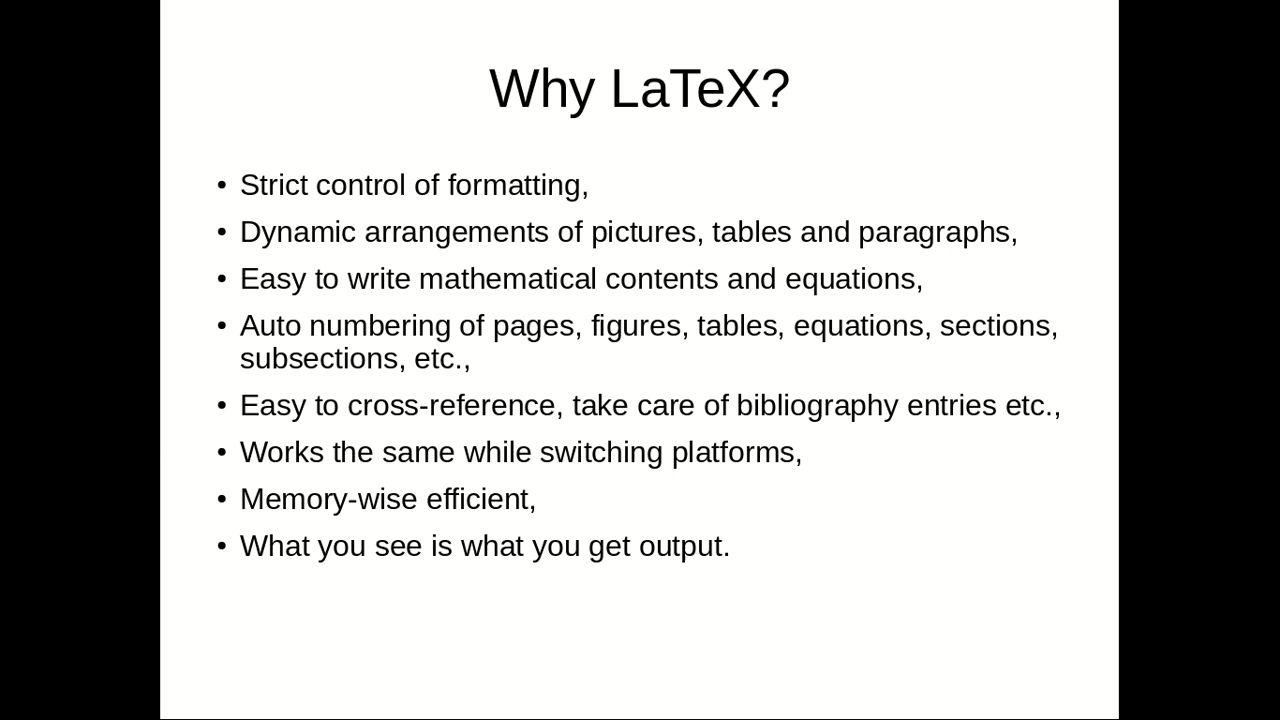 Why LaTeX?
• Strict control of formatting,
• Dynamic arrangements of pictures, tables and paragraphs,
• Easy to write mathematical contents and equations,
• Auto numbering of pages, figures, tables, equations, sections,
subsections, etc.,
• Easy to cross-reference, take care of bibliography entries etc.,
• Works the same while switching platforms,
• Memory-wise efficient,
• What you see is what you get output.